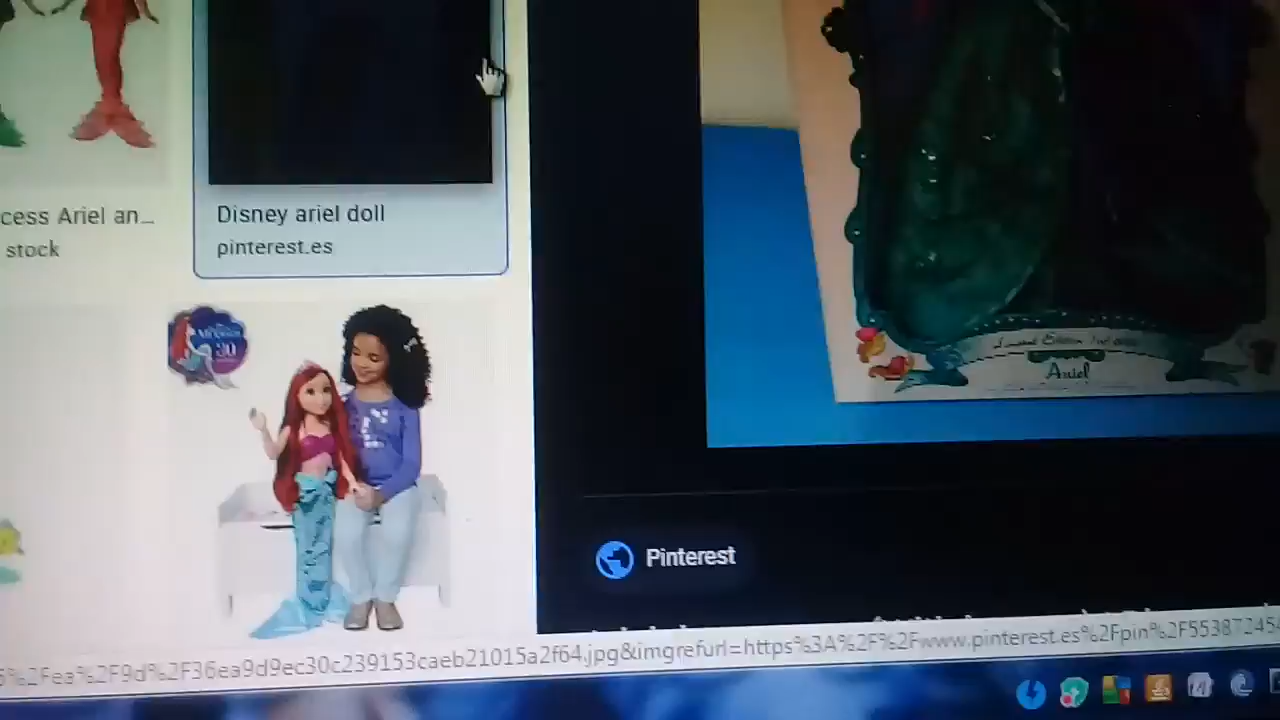 cess Ariel an...
stock
Disney ariel doll
pinterest.es
30
Limited Edition
Ariel
Pinterest
%2Fea%2F9d%2F36ea9d9ec30c239153caeb21015a2f64.jpg&imgrefurl=https%3A%2F%2Fwww.pinterest.es%2Fpin%2F55387245